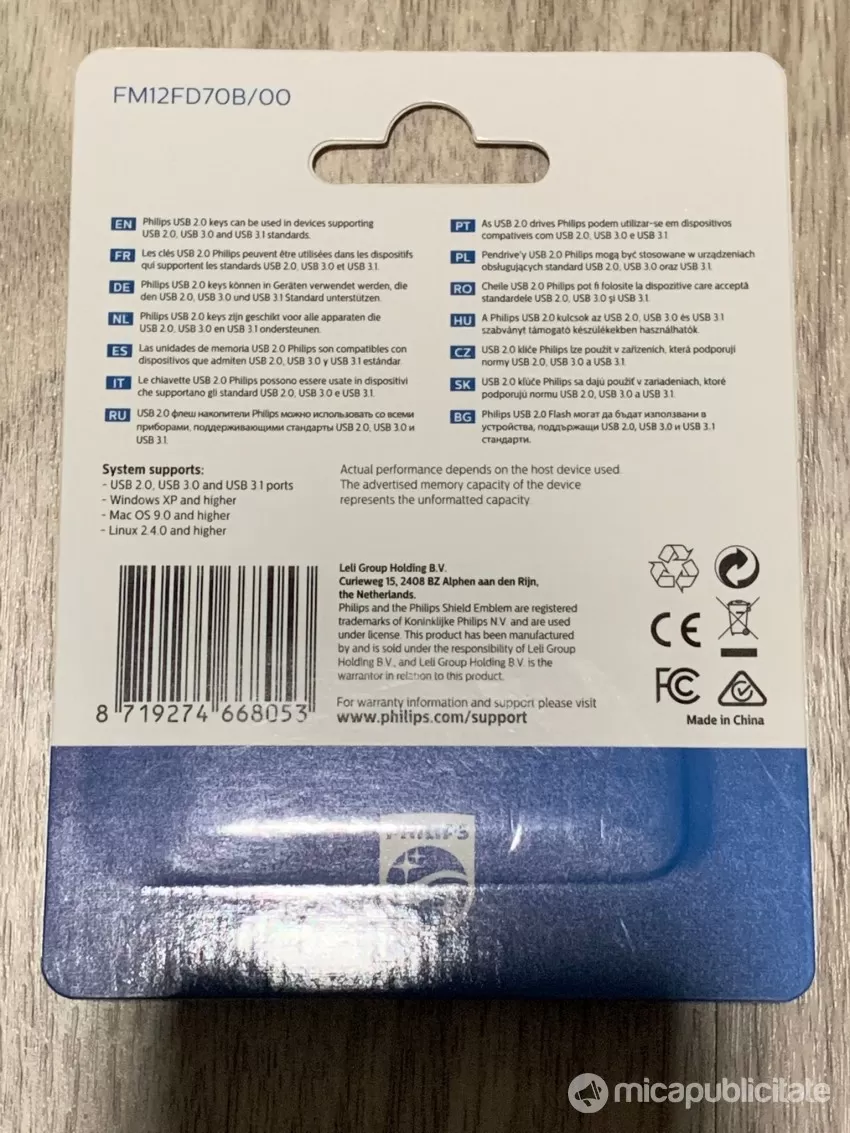 FM12FD70B/00
EN Philips USB 2.0 keys can be used in devices supporting
USB 2.0, USB 3.0 and USB 3.1 standards.
FR Les clés USB 2.0 Philips peuvent être utilisées dans les dispositifs
qui supportent les standards USB 2.0, USB 3.0 et USB 3.1.
DE Philips USB 2.0 keys können in Geräten verwendet werden, die
den USB 2.0, USB 3.0 und USB 3.1 Standard unterstützen.
NL Philips USB 2.0 keys zijn geschikt voor alle apparaten die
USB 2.0, USB 3.0 en USB 3.1 ondersteunen.
ES Las unidades de memoria USB 2.0 Philips son compatibles con
dispositivos que admiten USB 2.0, USB 3.0 y USB 3.1 estándar.
IT Le chiavette USB 2.0 Philips possono essere usate in dispositivi
che supportano gli standard USB 2.0, USB 3.0 e USB 3.1.
RU USB 2.0 флеш накопители Philips можно использовать со всеми
приборами, поддерживающими стандарты USB 2.0, USB 3.0 и
USB 3.1.
PT As USB 2.0 drives Philips podem utilizar-se em dispositivos
compatíveis com USB 2.0, USB 3.0 e USB 3.1
PL Pendrive'y USB 2.0 Philips mogą być stosowane w urządzeniach
obsługujących standard USB 2.0, USB 3.0 oraz USB 3.1.
RO Cheile USB 2.0 Philips pot fi folosite la dispozitive care acceptă
standardele USB 2.0, USB 3.0 și USB 3.1.
HU A Philips USB 2.0 kulcsok az USB 2.0, USB 3.0 és USB 3.1
szabványt támogató készülékekben használhatók.
CZ USB 2.0 klíče Philips lze použít v zařízeních, která podporují
normy USB 2.0, USB 3.0 a USB 3.1.
SK USB 2.0 kľúče Philips sa dajú použiť v zariadeniach, ktoré
podporujú normu USB 2.0, USB 3.0 a USB 3.1.
BG Philips USB 2.0 Flash могат да бъдат използвани в
устройства, поддържащи USB 2.0, USB 3.0 и USB 3.1
стандарти.
System supports:
- USB 2.0, USB 3.0 and USB 3.1 ports
- Windows XP and higher
- Mac OS 9.0 and higher
- Linux 2.4.0 and higher
Actual performance depends on the host device used.
The advertised memory capacity of the device
represents the unformatted capacity.
8 719274 668053
Leli Group Holding B.V.
Curieweg 15, 2408 BZ Alphen aan den Rijn,
the Netherlands.
Philips and the Philips Shield Emblem are registered
trademarks of Koninklijke Philips N.V. and are used
under license. This product has been manufactured
by and is sold under the responsibility of Leli Group
Holding B.V., and Leli Group Holding B.V. is the
warrantor in relation to this product.
For warranty information and support please visit
www.philips.com/support
CE
FC
Made in China
PHILIPS
micapublicitate